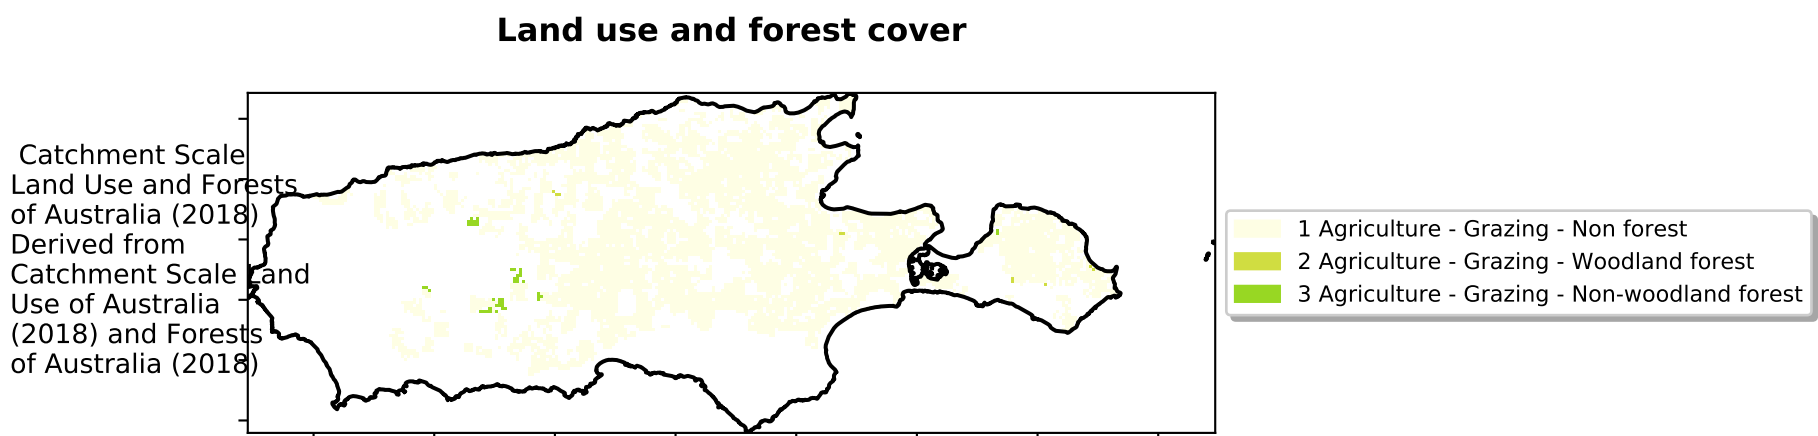 Land use and forest cover
Catchment Scale
Land Use and Forests
of Australia (2018)
Derived from
Catchment Scale Land
Use of Australia
(2018) and Forests
of Australia (2018)
1 Agriculture - Grazing - Non forest
2 Agriculture - Grazing - Woodland forest
3 Agriculture - Grazing - Non-woodland forest